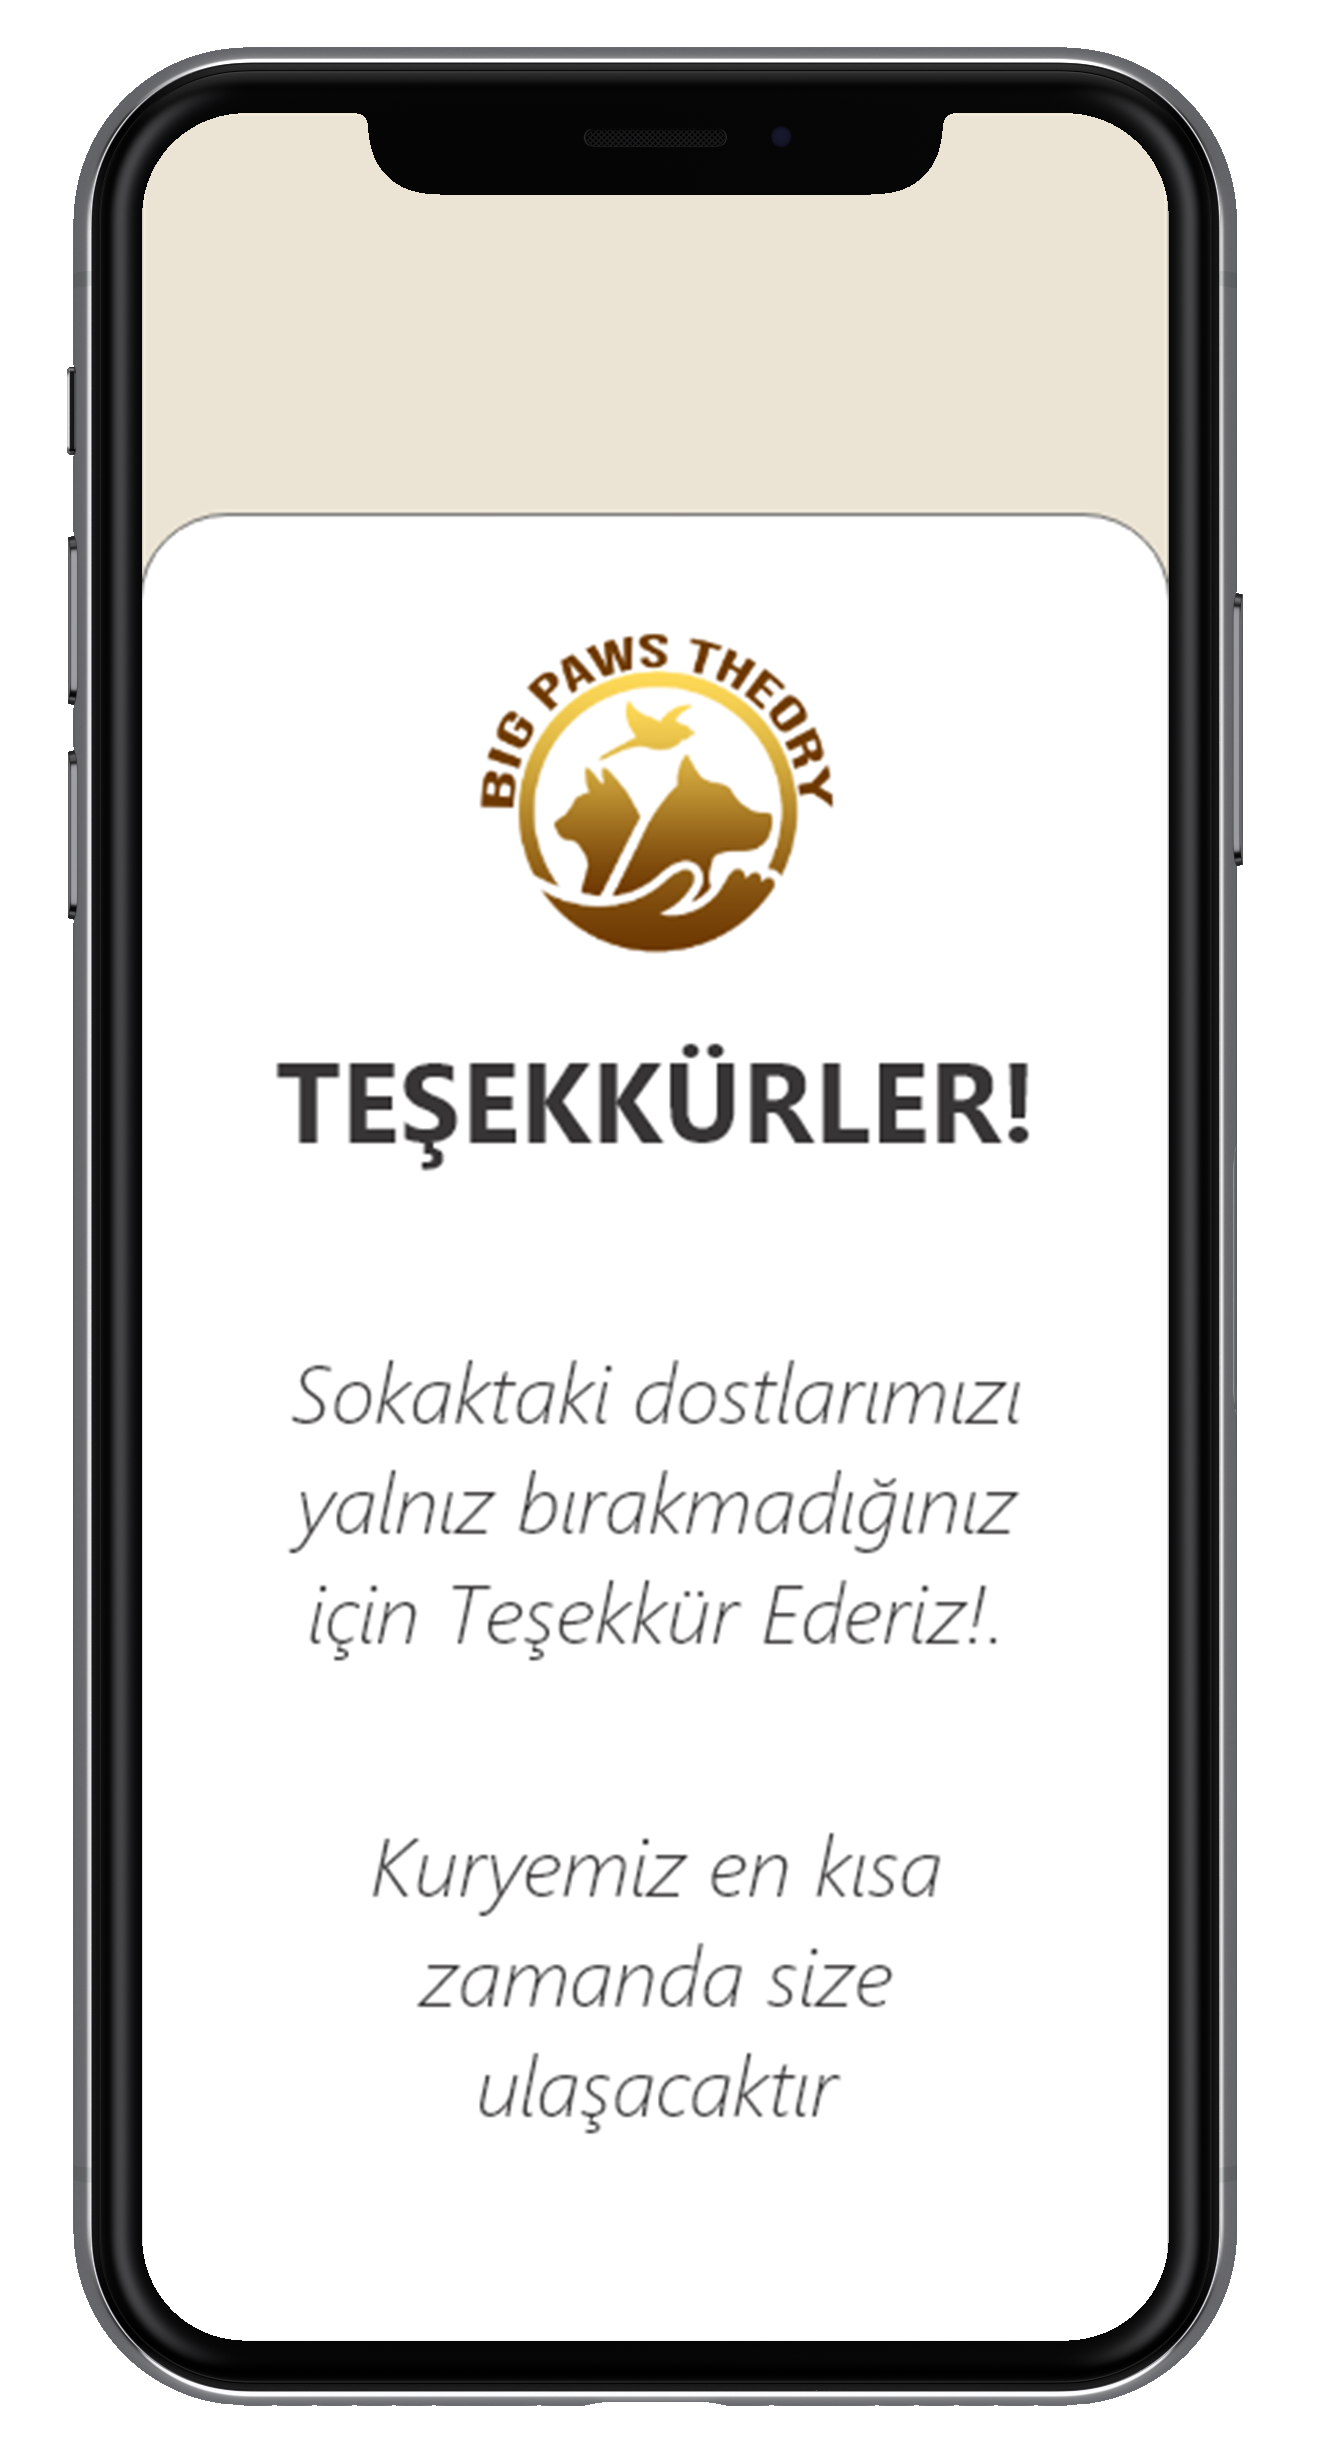 BIG PAWS THEORY
TEŞEKKÜRLER!
Sokaktaki dostlarımızı
yalnız bırakmadığınız
için Teşekkür Ederiz!.
Kuryemiz en kısa
zamanda size
ulaşacaktır